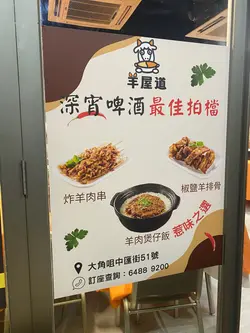 羊屋道
深宵啤酒最佳拍檔
炸羊肉串
椒鹽羊排骨
羊肉煲仔飯
惹味之選
大角咀中匯街51號
訂座查詢：6488 9200